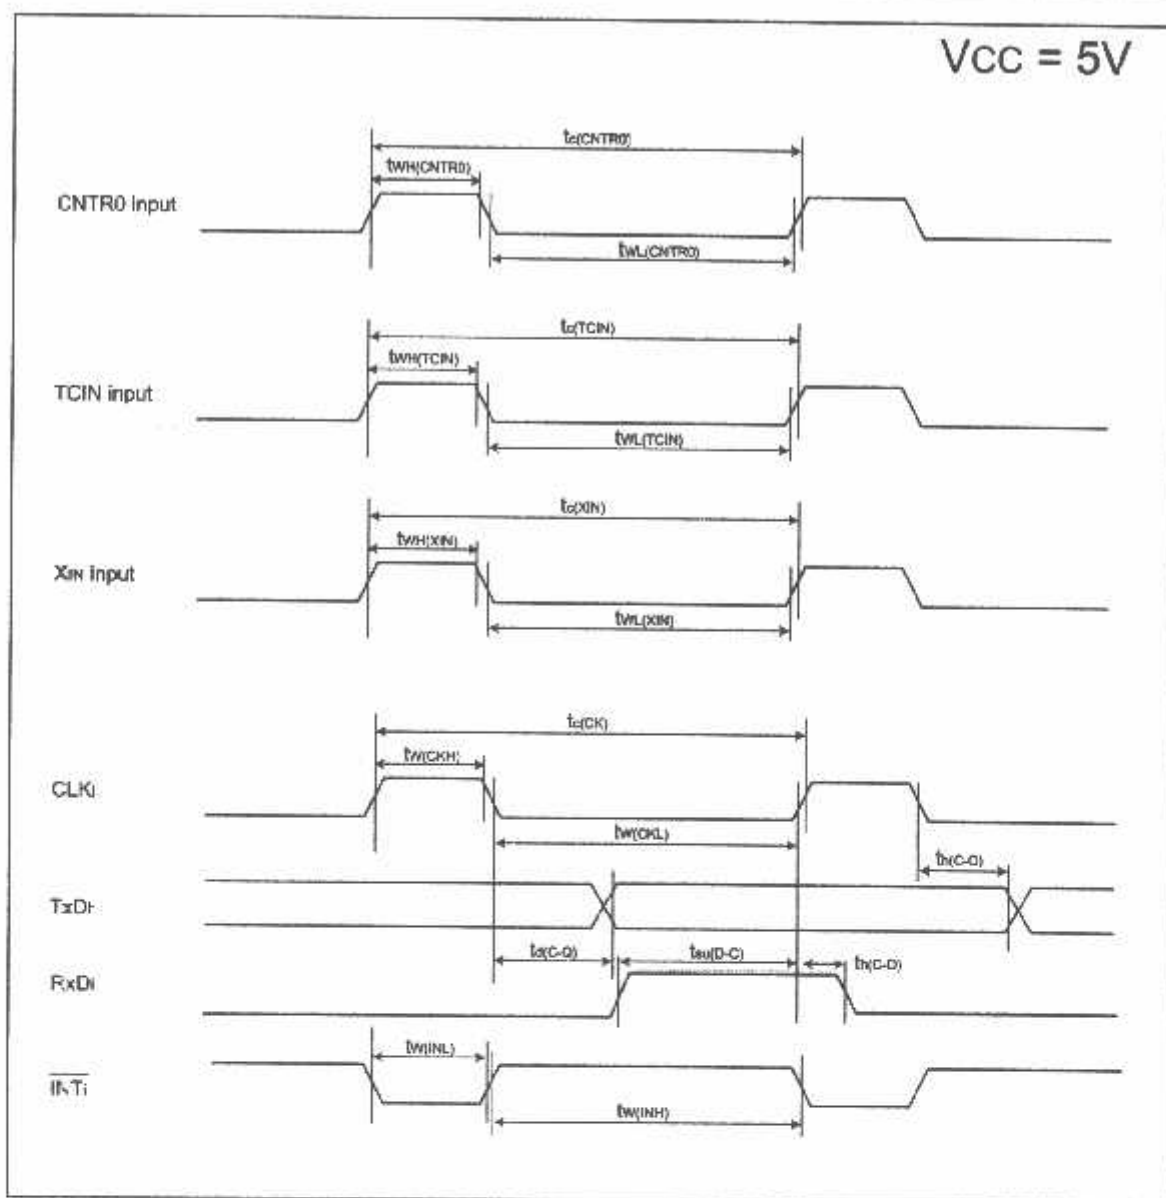 VCC = 5V
tc(CNTR0)
tWH(CNTR0)
CNTR0 input
tWL(CNTR0)
tc(TCIN)
tWH(TCIN)
TCIN input
tWL(TCIN)
tc(XIN)
tWH(XIN)
XIN input
tWL(XIN)
tc(CK)
tW(CKH)
CLKi
tW(CKL)
th(C-Q)
TxDi
td(C-Q)
tsu(D-C)
th(C-D)
RxDi
tW(INL)
INTi
tW(INH)